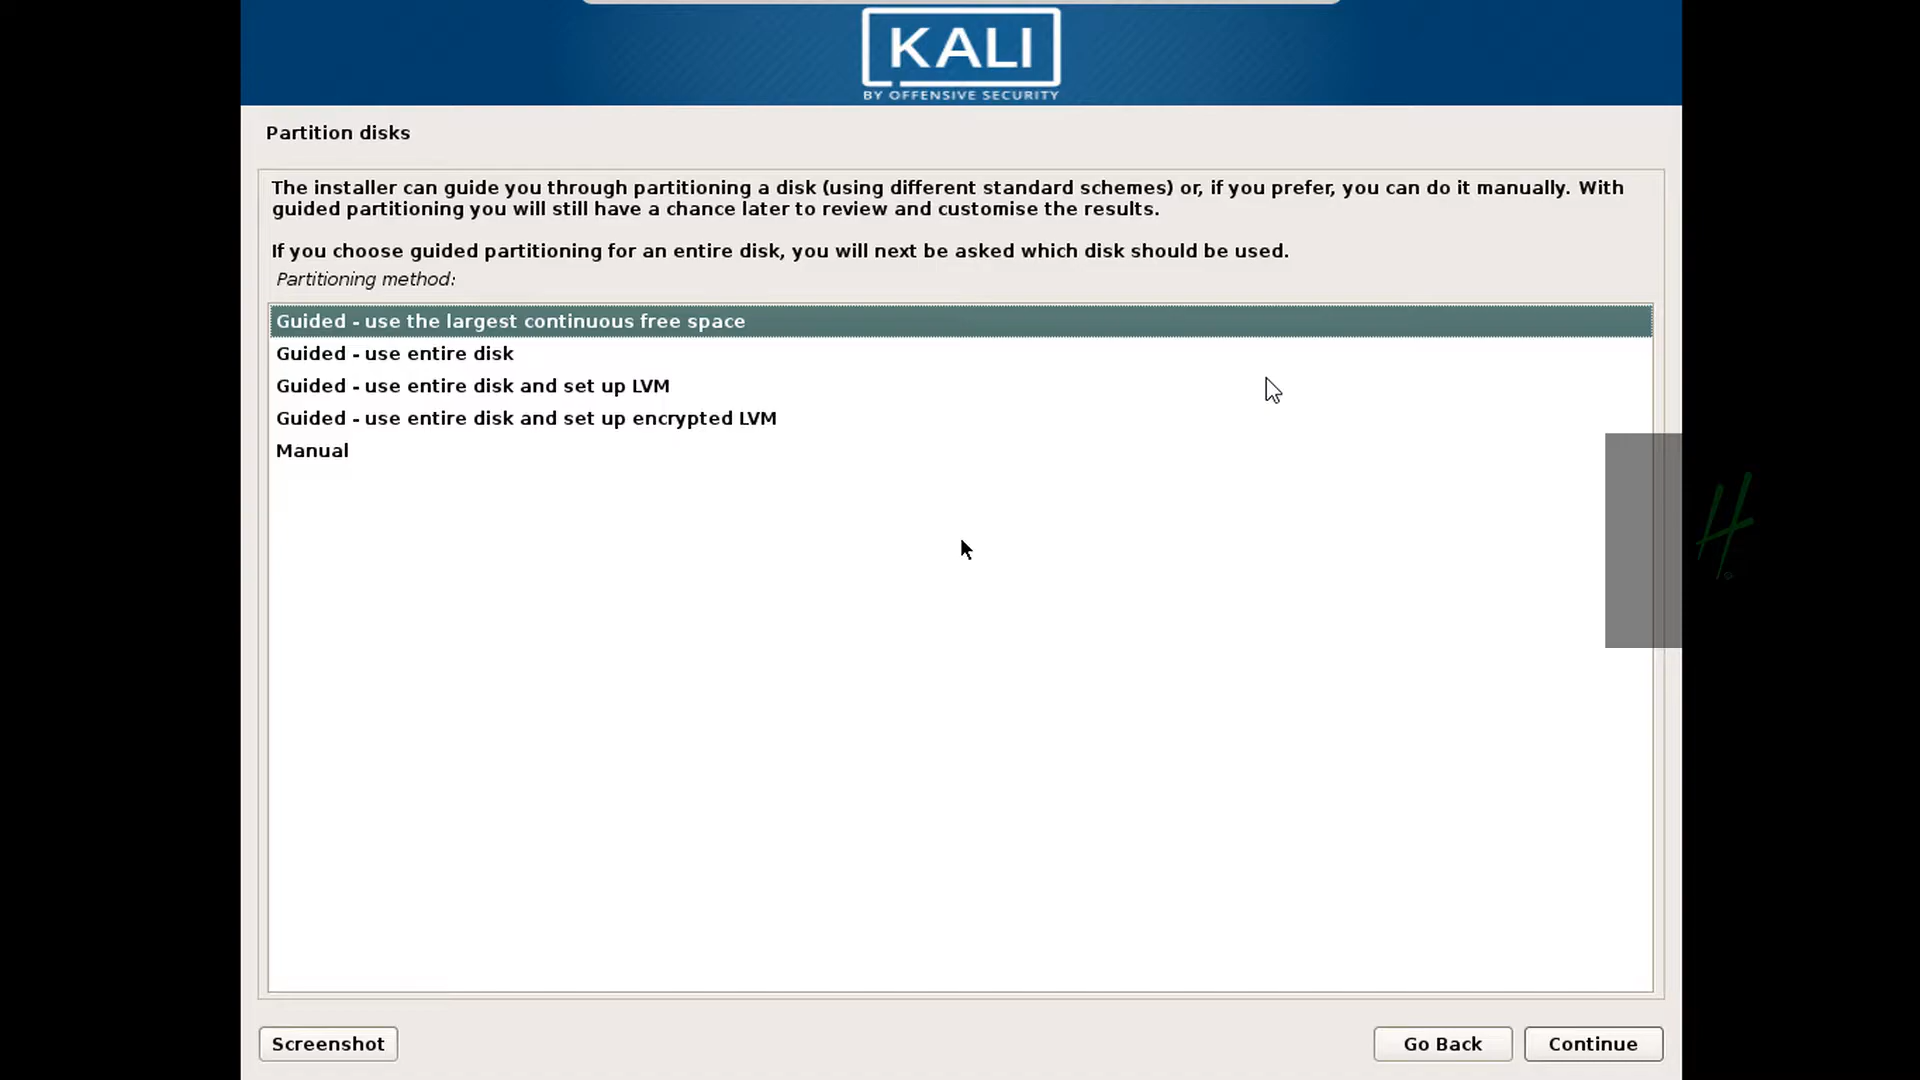 KALI
BY OFFENSIVE SECURITY
Partition disks
The installer can guide you through partitioning a disk (using different standard schemes) or, if you prefer, you can do it manually. With
guided partitioning you will still have a chance later to review and customise the results.
If you choose guided partitioning for an entire disk, you will next be asked which disk should be used.
Partitioning method:
Guided - use the largest continuous free space
Guided - use entire disk
Guided - use entire disk and set up LVM
Guided - use entire disk and set up encrypted LVM
Manual
H.
Screenshot
Go Back
Continue